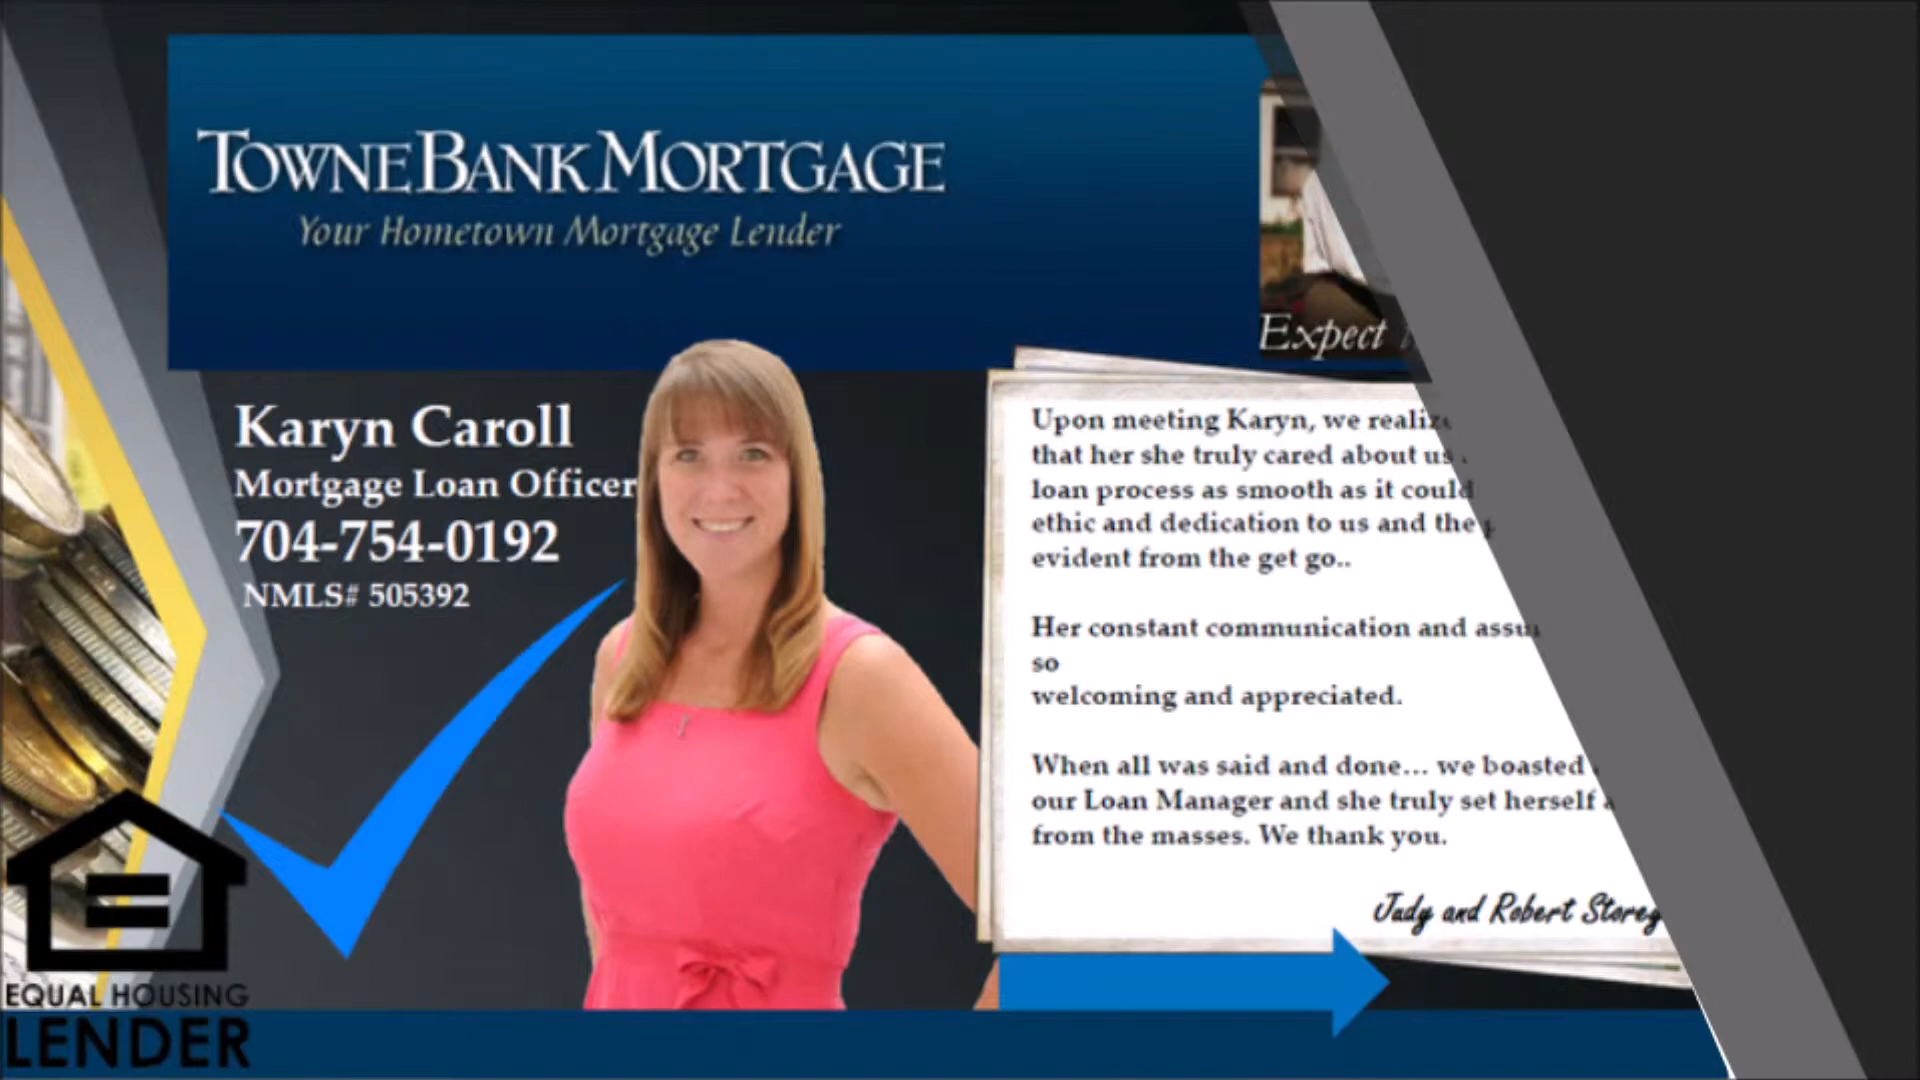 TOWNEBANK MORTGAGE
Your Hometown Mortgage Lender
Expect
Karyn Caroll
Mortgage Loan Officer
704-754-0192
NMLS# 505392
Upon meeting Karyn, we
that her she truly cared about us
loan process as smooth as it could
ethic and dedication to us and the
evident from the get go..
Her constant communication and
so
welcoming and appreciated.
When all was said and done... we boasted
our Loan Manager and she truly set herself
from the masses. We thank you.
Judy and Robert Storey
EQUAL HOUSING
LENDER